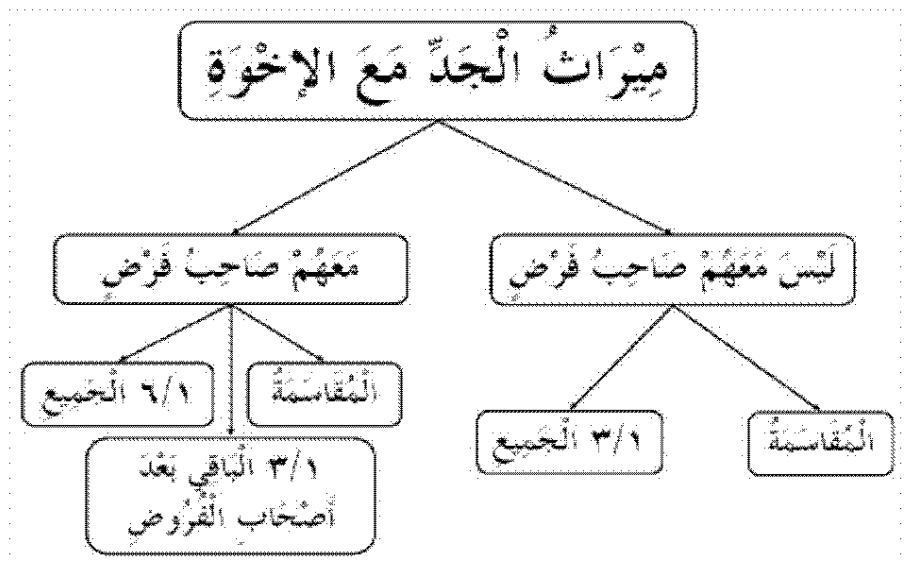 مِيْرَاثُ الْجَدِّ مَعَ الإِخْوَةِ
لَيْسَ مَعَهُمْ صَاحِبُ فَرْضٍ
مَعَهُمْ صَاحِبُ فَرْضٍ
الْمُقَاسَمَةُ
٣/١ الْجَمِيعِ
الْمُقَاسَمَةُ
٦/١ الْجَمِيعِ
٣/١ الْبَاقِي بَعْدَ
أَصْحَابِ الْفُرُوضِ